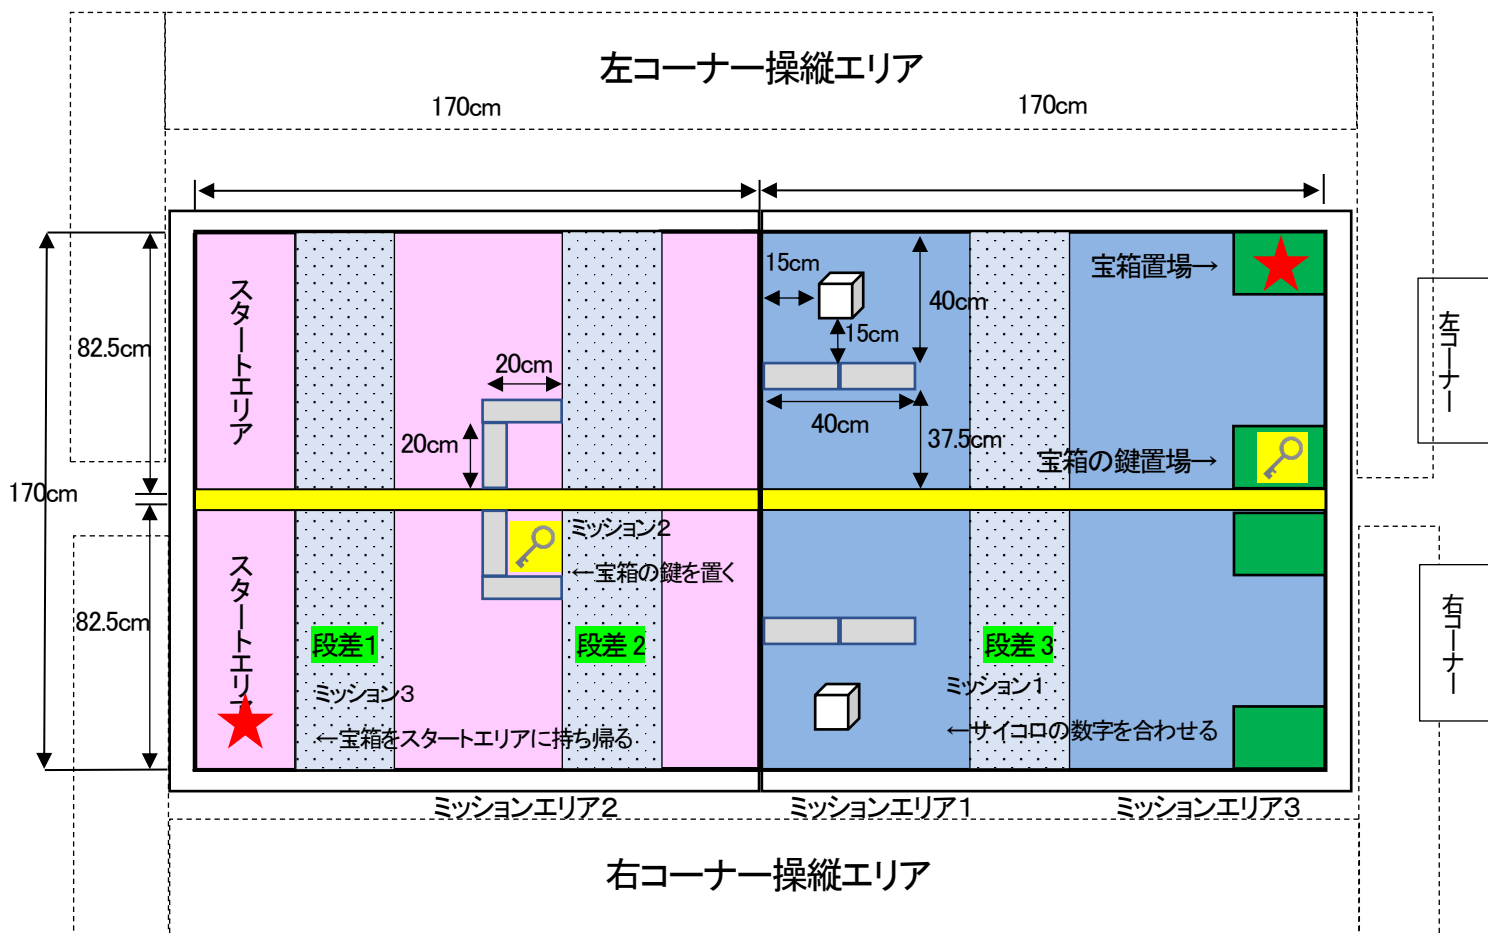 左コーナー操縦エリア
170cm
170cm
スタートエリア
15cm
宝箱置場→
40cm
15cm
左コーナー
82.5cm
20cm
40cm
37.5cm
20cm
宝箱の鍵置場→
170cm
ミッション2
←宝箱の鍵を置く
スタートエリア
82.5cm
段差1
段差 2
段差 3
右コーナー
ミッション3
ミッション1
←宝箱をスタートエリアに持ち帰る
←サイコロの数字を合わせる
ミッションエリア2
ミッションエリア1
ミッションエリア3
右コーナー操縦エリア